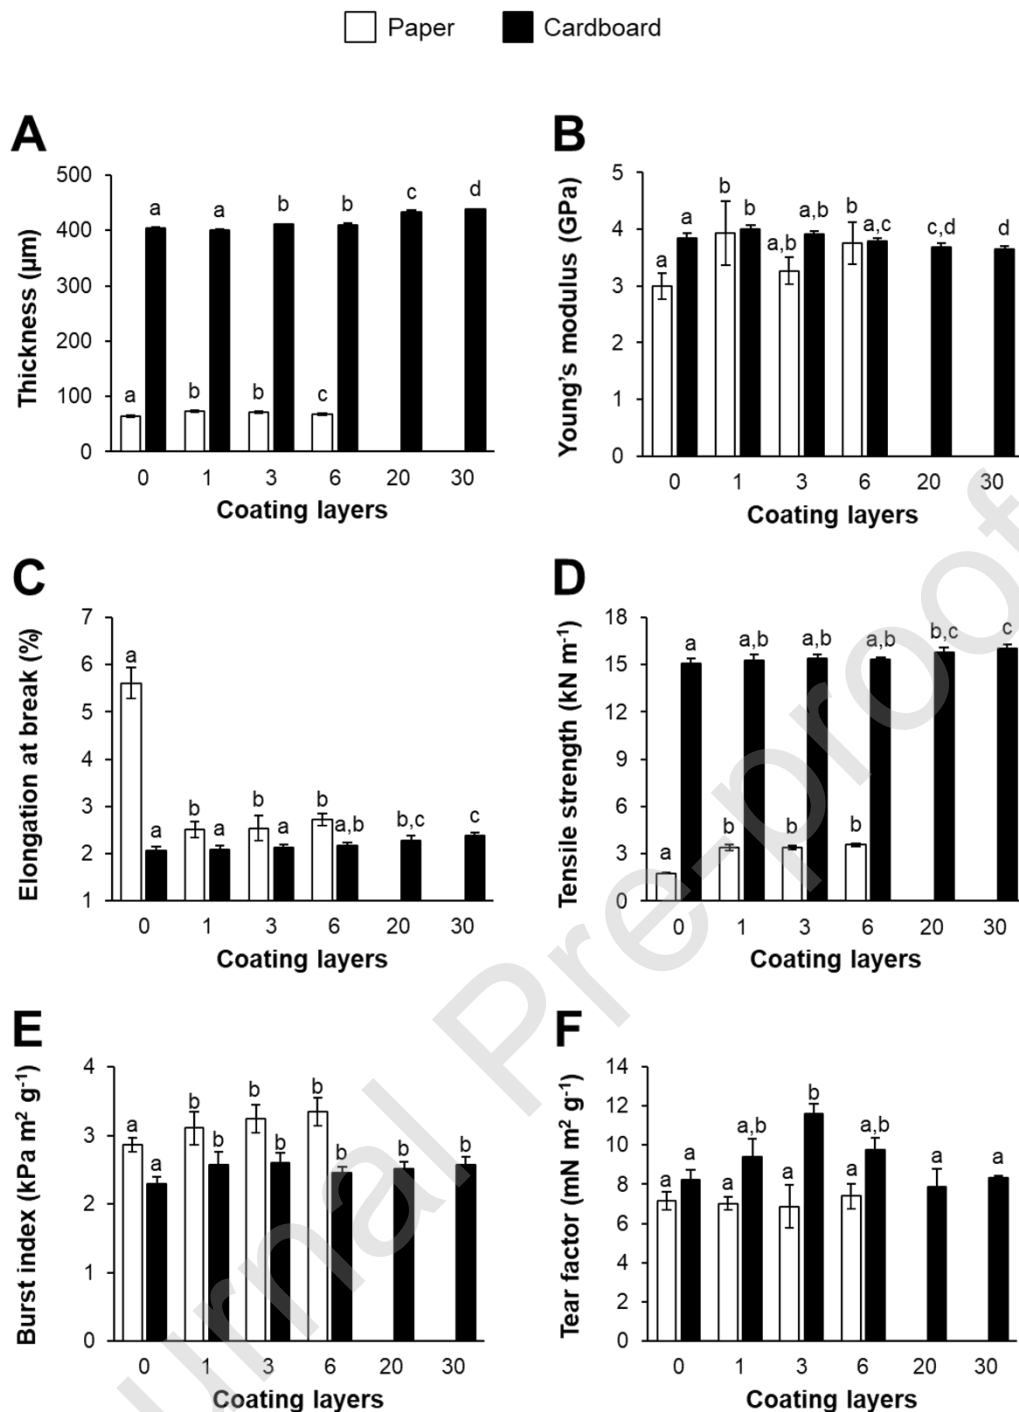 Paper Cardboard
A
Thickness (µm)
500
400
300
200
100
0
a a b b c d
a b b c
0 1 3 6 20 30
Coating layers
B
Young's modulus (GPa)
5
4
3
2
1
0
a a b b a,b a,b b a,c c,d d
0 1 3 6 20 30
Coating layers
C
Elongation at break (%)
7
6
5
4
3
2
1
a a b a b a b a,b b,c c
0 1 3 6 20 30
Coating layers
D
Tensile strength (kN m-1)
18
15
12
9
6
3
0
a a,b a,b a,b b,c c
a b b b
0 1 3 6 20 30
Coating layers
E
Burst index (kPa m2 g-1)
4
3
2
1
0
a a b b b b b b b b
0 1 3 6 20 30
Coating layers
F
Tear factor (mN m2 g-1)
14
12
10
8
6
4
2
0
a a a a,b a b a a,b a a
0 1 3 6 20 30
Coating layers
urnal Pre-proof